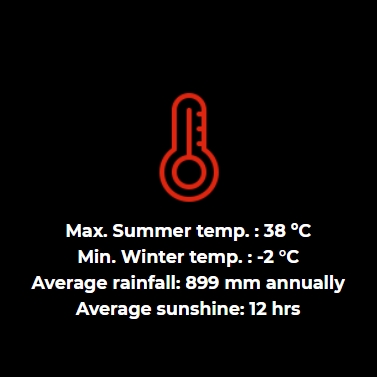 Max. Summer temp. : 38 °C
Min. Winter temp. : -2 °C
Average rainfall: 899 mm annually
Average sunshine: 12 hrs